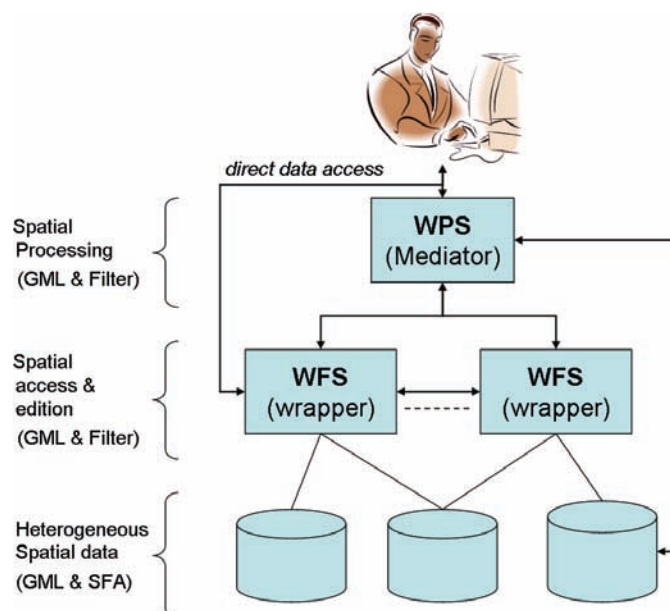 direct data access
Spatial
Processing
(GML & Filter)
WPS
(Mediator)
Spatial
access &
edition
(GML & Filter)
WFS
(wrapper)
WFS
(wrapper)
Heterogeneous
Spatial data
(GML & SFA)